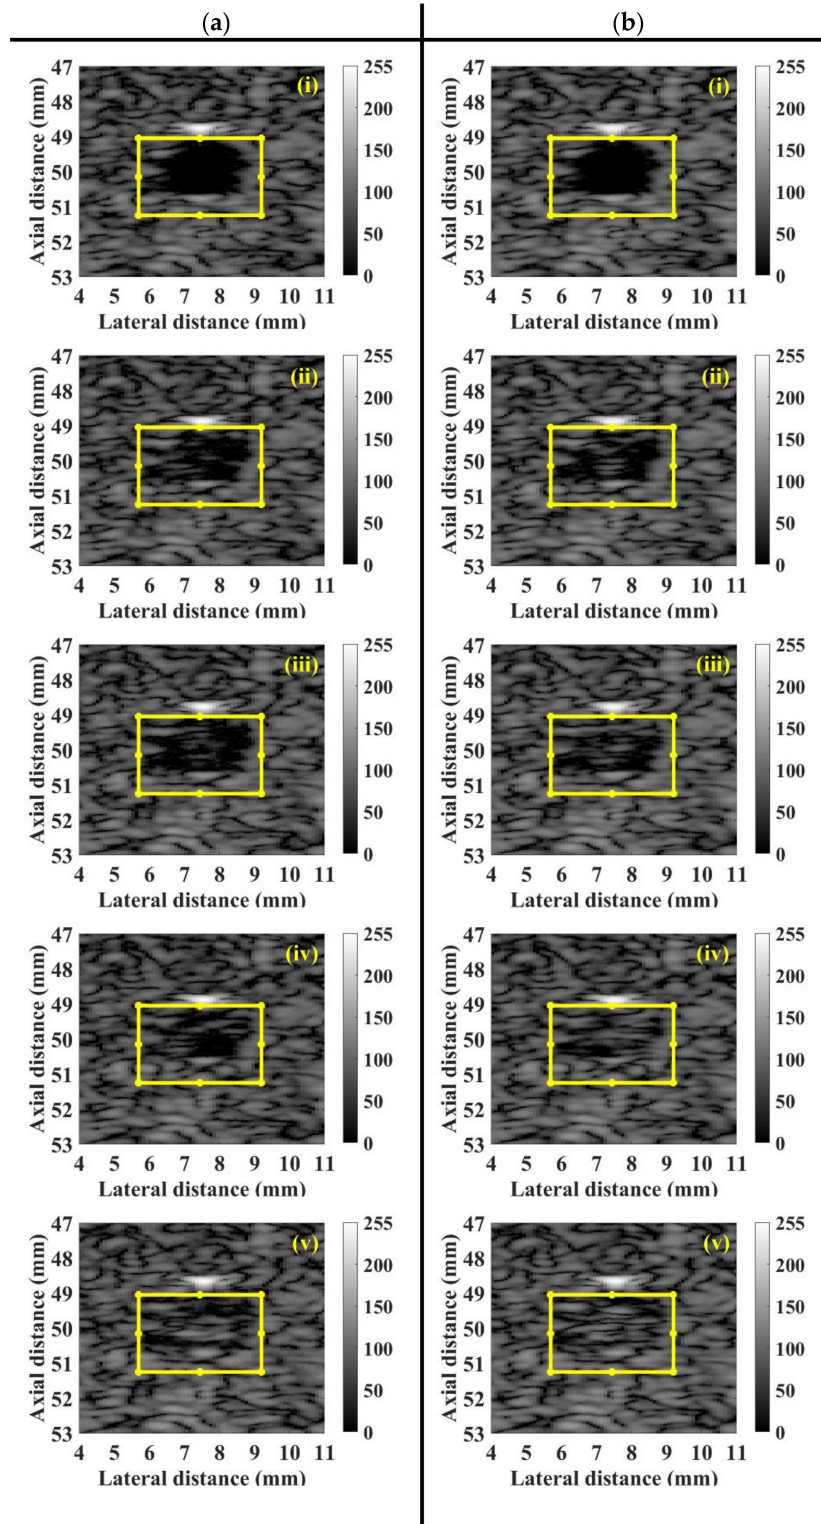 (a) (b)
47 48 49 50 51 52 53
Axial distance (mm)
(i)
4 5 6 7 8 9 10 11
Lateral distance (mm)
255 200 150 100 50 0
47 48 49 50 51 52 53
Axial distance (mm)
(i)
4 5 6 7 8 9 10 11
Lateral distance (mm)
255 200 150 100 50 0
47 48 49 50 51 52 53
Axial distance (mm)
(ii)
4 5 6 7 8 9 10 11
Lateral distance (mm)
255 200 150 100 50 0
47 48 49 50 51 52 53
Axial distance (mm)
(ii)
4 5 6 7 8 9 10 11
Lateral distance (mm)
255 200 150 100 50 0
47 48 49 50 51 52 53
Axial distance (mm)
(iii)
4 5 6 7 8 9 10 11
Lateral distance (mm)
255 200 150 100 50 0
47 48 49 50 51 52 53
Axial distance (mm)
(iii)
4 5 6 7 8 9 10 11
Lateral distance (mm)
255 200 150 100 50 0
47 48 49 50 51 52 53
Axial distance (mm)
(iv)
4 5 6 7 8 9 10 11
Lateral distance (mm)
255 200 150 100 50 0
47 48 49 50 51 52 53
Axial distance (mm)
(iv)
4 5 6 7 8 9 10 11
Lateral distance (mm)
255 200 150 100 50 0
47 48 49 50 51 52 53
Axial distance (mm)
(v)
4 5 6 7 8 9 10 11
Lateral distance (mm)
255 200 150 100 50 0
47 48 49 50 51 52 53
Axial distance (mm)
(v)
4 5 6 7 8 9 10 11
Lateral distance (mm)
255 200 150 100 50 0